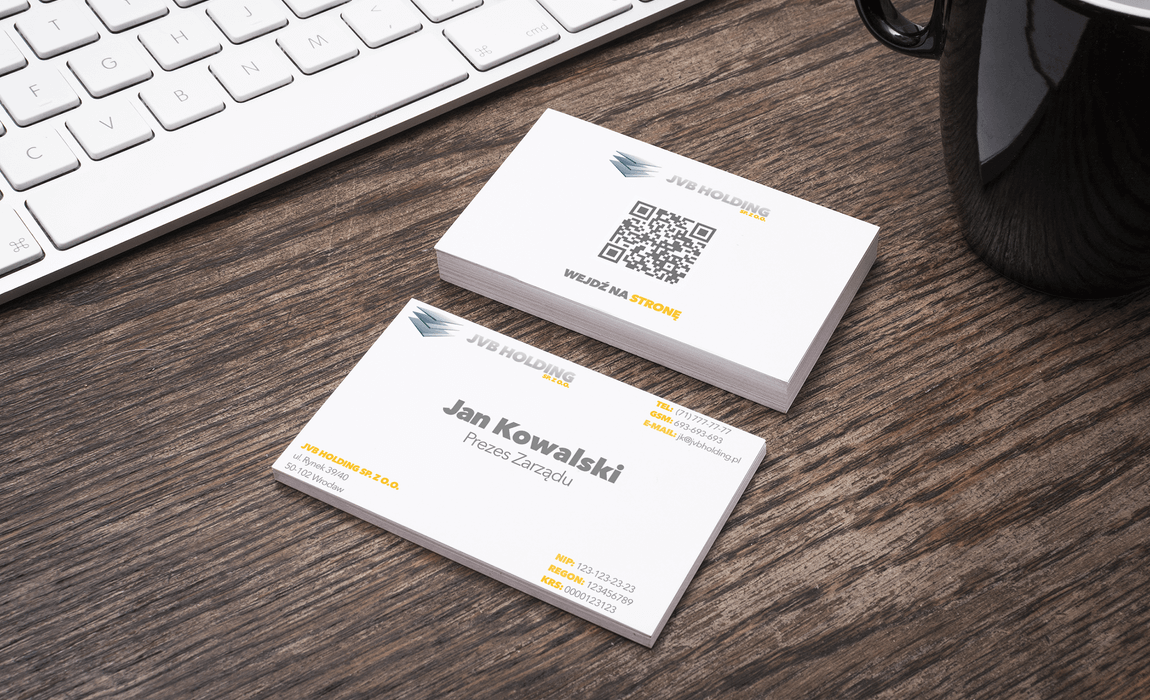 T
J
< ,
G
H
M
cmd
⌘
F
B
N
C
V
⌘
JVB HOLDING
SP. Z O.O.
WEJDŹ NA STRONĘ
JVB HOLDING
SP. Z O.O.
TEL: (71) 777-77-77
GSM: 693-693-693
E-MAIL: jk@jvbholding.pl
Jan Kowalski
Prezes Zarządu
JVB HOLDING SP. Z O.O.
ul. Rynek 39/40
50-102 Wrocław
NIP: 123-123-23-23
REGON: 123456789
KRS: 0000123123